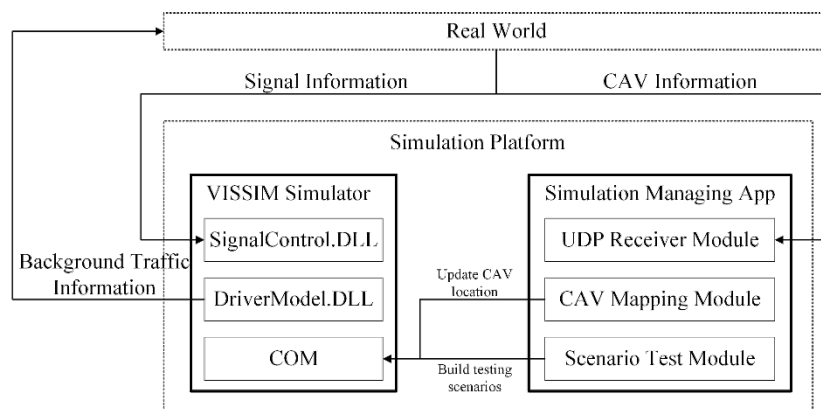 Real World
Signal Information
CAV Information
Simulation Platform
VISSIM Simulator
Simulation Managing App
SignalControl.DLL
UDP Receiver Module
Background Traffic
Information
Update CAV
location
DriverModel.DLL
CAV Mapping Module
COM
Build testing
scenarios
Scenario Test Module